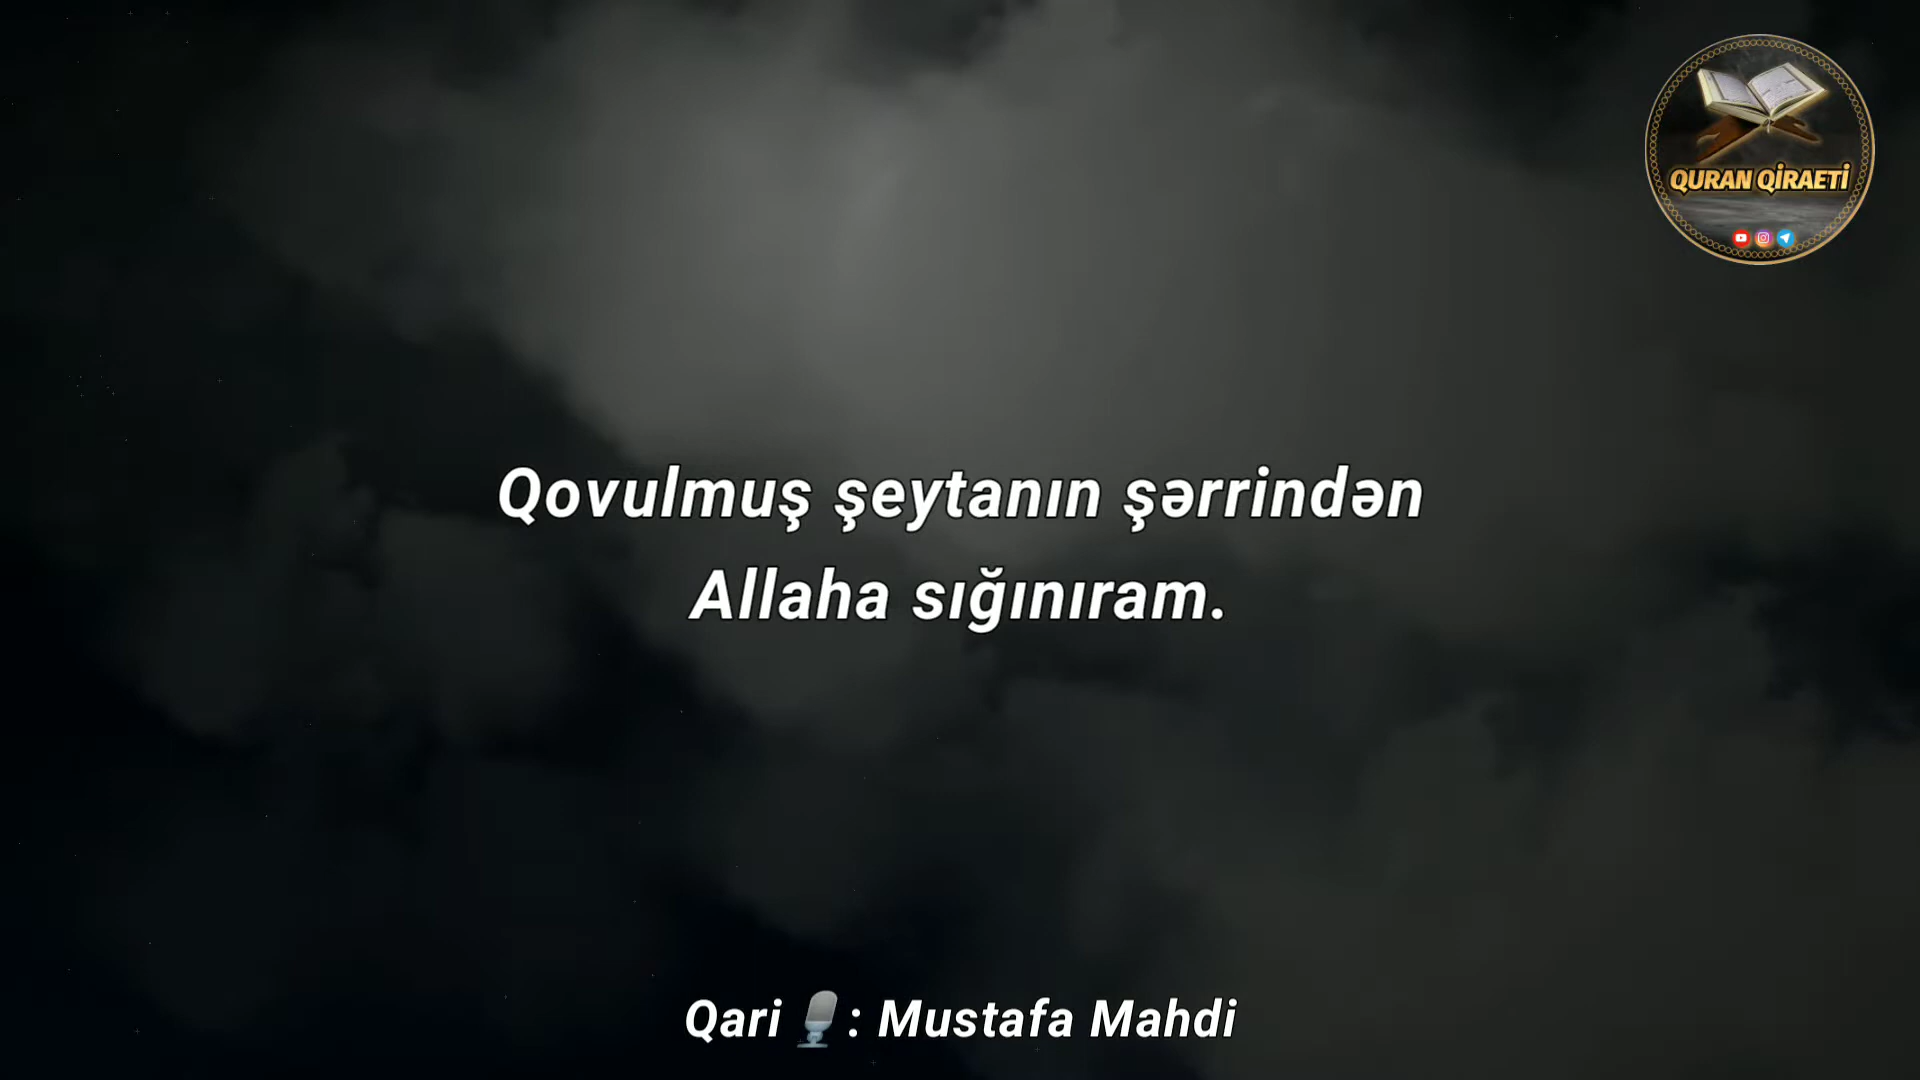 QURAN QİRAETİ
Qovulmuş şeytanın şərrindən
Allaha sığınıram.
Qari 🎙️: Mustafa Mahdi